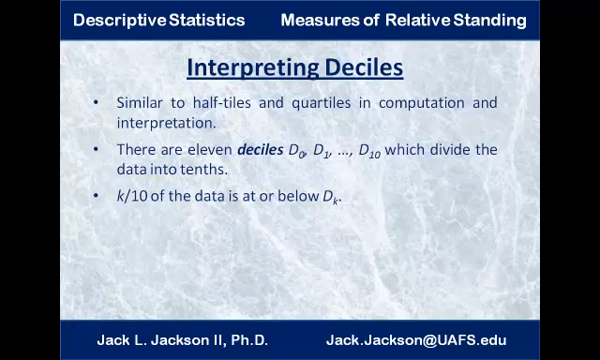 Descriptive Statistics Measures of Relative Standing
Interpreting Deciles
• Similar to half-tiles and quartiles in computation and
interpretation.
• There are eleven deciles D0, D1, …, D10 which divide the
data into tenths.
• k/10 of the data is at or below Dk.
Jack L. Jackson II, Ph.D. Jack.Jackson@UAFS.edu